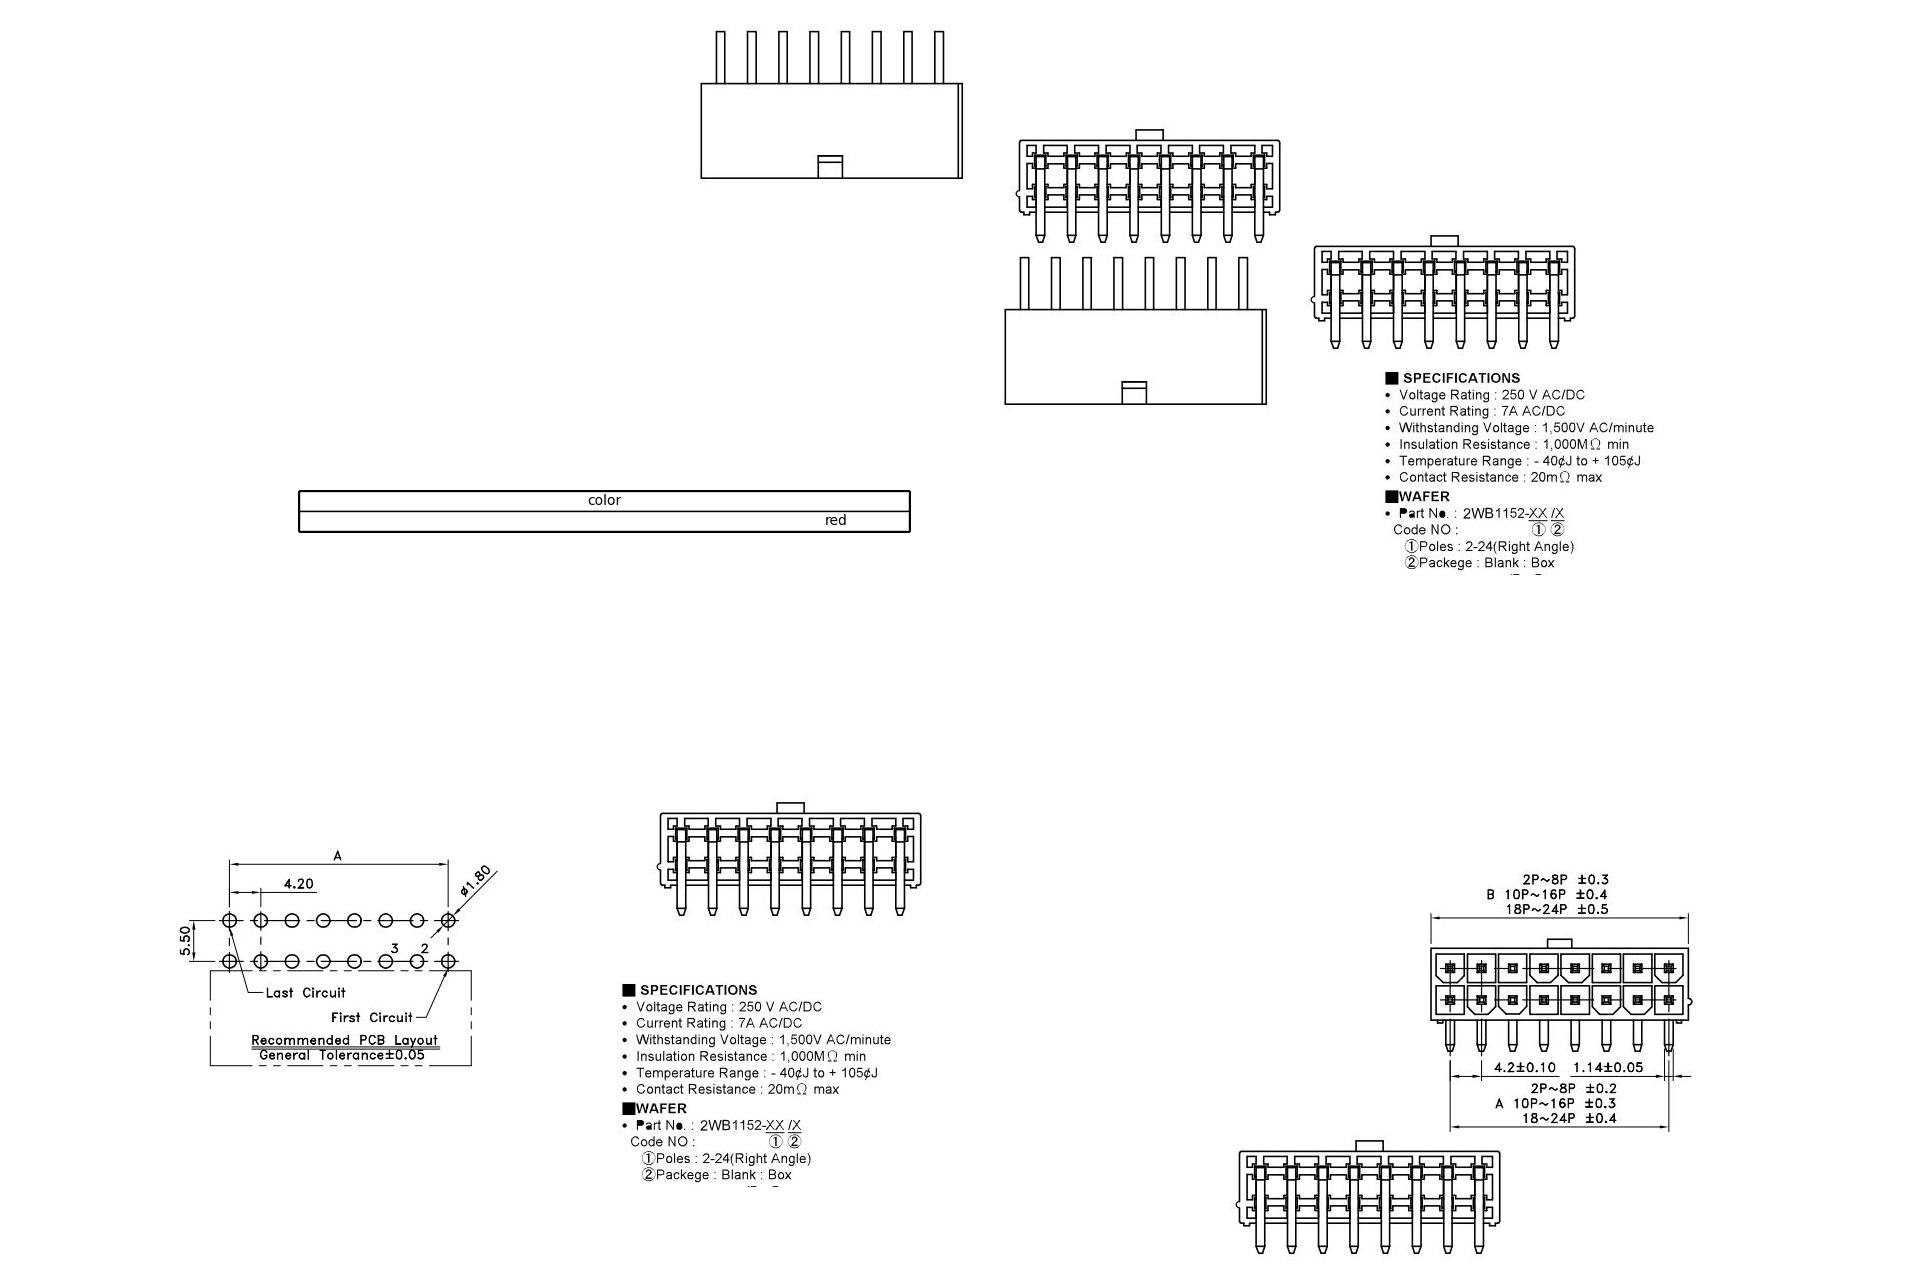 ■ SPECIFICATIONS
• Voltage Rating : 250 V AC/DC
• Current Rating : 7A AC/DC
• Withstanding Voltage : 1,500V AC/minute
• Insulation Resistance : 1,000MΩ min
• Temperature Range : - 40¢J to + 105¢J
• Contact Resistance : 20mΩ max
■WAFER
• Part No. : 2WB1152-XX /X
Code NO : ① ②
①Poles : 2-24(Right Angle)
②Packege : Blank : Box
color
red
A
4.20
ø1.80
5.50
3 2
Last Circuit
First Circuit
Recommended PCB Layout
General Tolerance±0.05
■ SPECIFICATIONS
• Voltage Rating : 250 V AC/DC
• Current Rating : 7A AC/DC
• Withstanding Voltage : 1,500V AC/minute
• Insulation Resistance : 1,000MΩ min
• Temperature Range : - 40¢J to + 105¢J
• Contact Resistance : 20mΩ max
■WAFER
• Part No. : 2WB1152-XX /X
Code NO : ① ②
①Poles : 2-24(Right Angle)
②Packege : Blank : Box
2P~8P ±0.3
B 10P~16P ±0.4
18P~24P ±0.5
4.2±0.10 1.14±0.05
2P~8P ±0.2
A 10P~16P ±0.3
18~24P ±0.4